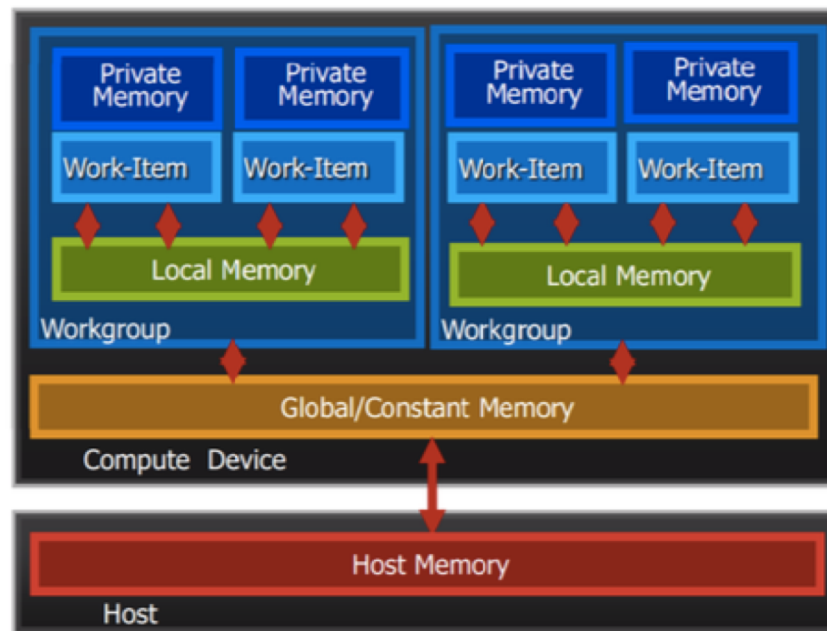 Private
Memory
Private
Memory
Private
Memory
Private
Memory
Work-Item
Work-Item
Work-Item
Work-Item
Local Memory
Local Memory
Workgroup
Workgroup
Global/Constant Memory
Compute Device
Host Memory
Host